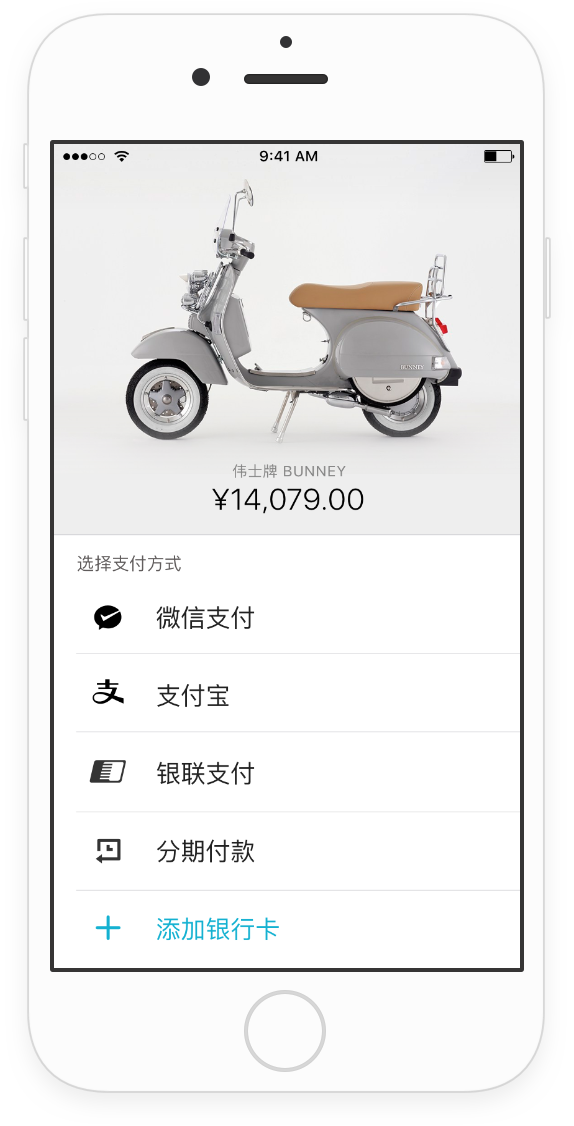 9:41 AM
BUNNEY
伟士牌 BUNNEY
¥14,079.00
选择支付方式
微信支付
支付宝
银联支付
分期付款
添加银行卡